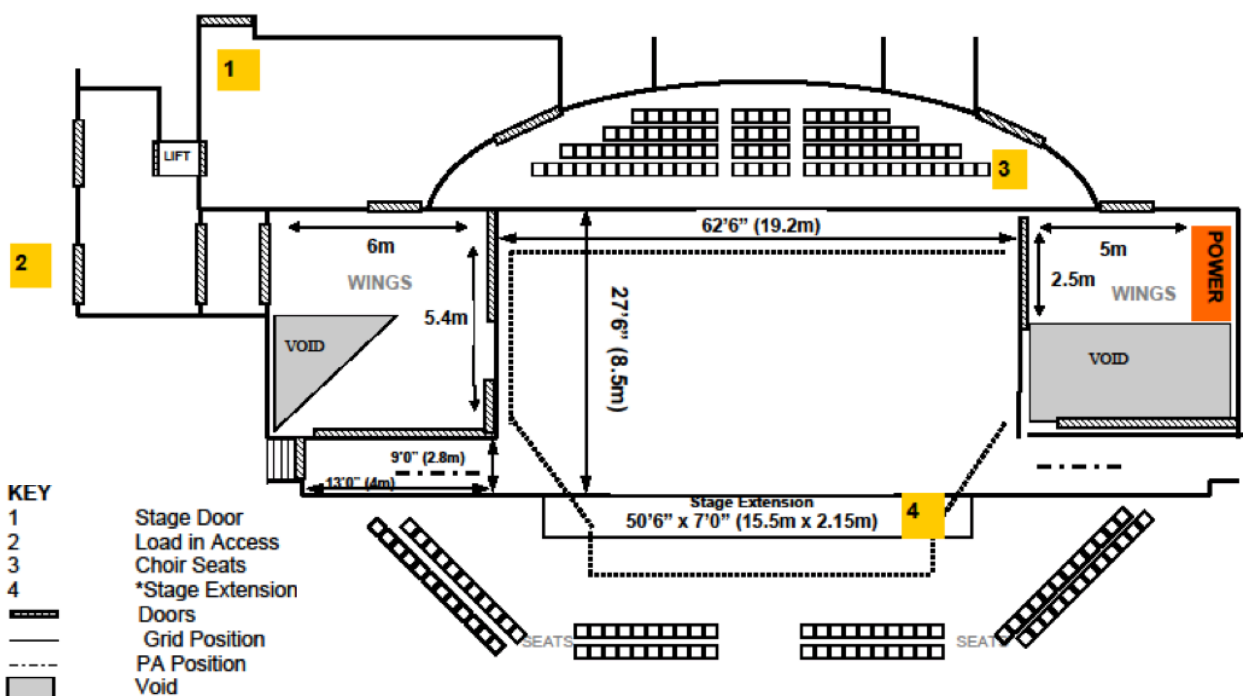 1
LIFT
3
2
62'6” (19.2m)
6m
WINGS
5.4m
VOID
27'6” (8.5m)
5m
2.5m
WINGS
POWER
VOID
9'0” (2.8m)
13'0” (4m)
Stage Extension
50'6” x 7'0” (15.5m x 2.15m)
4
SEATS
SEATS
KEY
1 Stage Door
2 Load in Access
3 Choir Seats
4 *Stage Extension
Doors
Grid Position
PA Position
Void